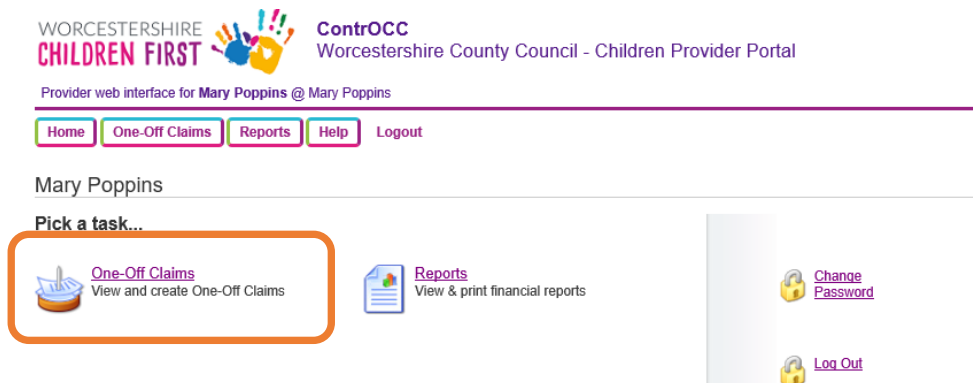 WORCESTERSHIRE
CHILDREN FIRST
ContrOCC
Worcestershire County Council - Children Provider Portal
Provider web interface for Mary Poppins @ Mary Poppins
Home One-Off Claims Reports Help Logout
Mary Poppins
Pick a task...
One-Off Claims
View and create One-Off Claims
Reports
View & print financial reports
Change
Password
Log Out